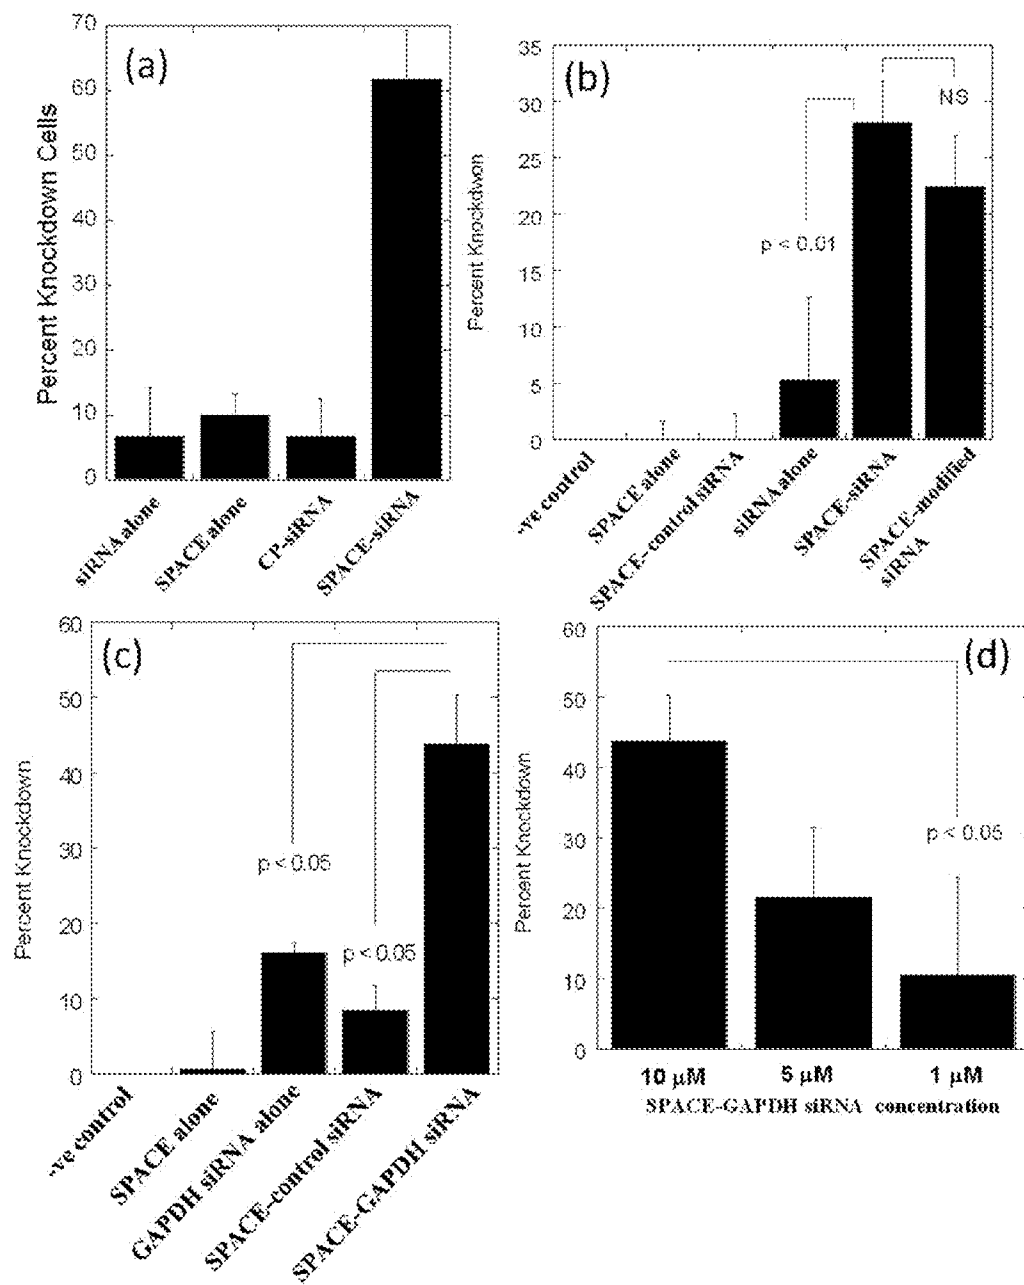 (a)
Percent Knockdown Cells
70
60
50
40
30
20
10
0
siRNA alone
SPACE alone
CP-siRNA
SPACE-siRNA
(b)
Percent Knockdwon
35
30
25
20
15
10
5
0
NS
p < 0.01
-ve control
SPACE alone
SPACE-control siRNA
siRNA alone
SPACE-siRNA
SPACE-modified
siRNA
(c)
Percent Knockdown
60
50
40
30
20
10
0
p < 0.05
p < 0.05
-ve control
SPACE alone
GAPDH siRNA alone
SPACE-control siRNA
SPACE-GAPDH siRNA
(d)
Percent Knockdown
60
50
40
30
20
10
0
p < 0.05
10 µM 5 µM 1 µM
SPACE-GAPDH siRNA concentration